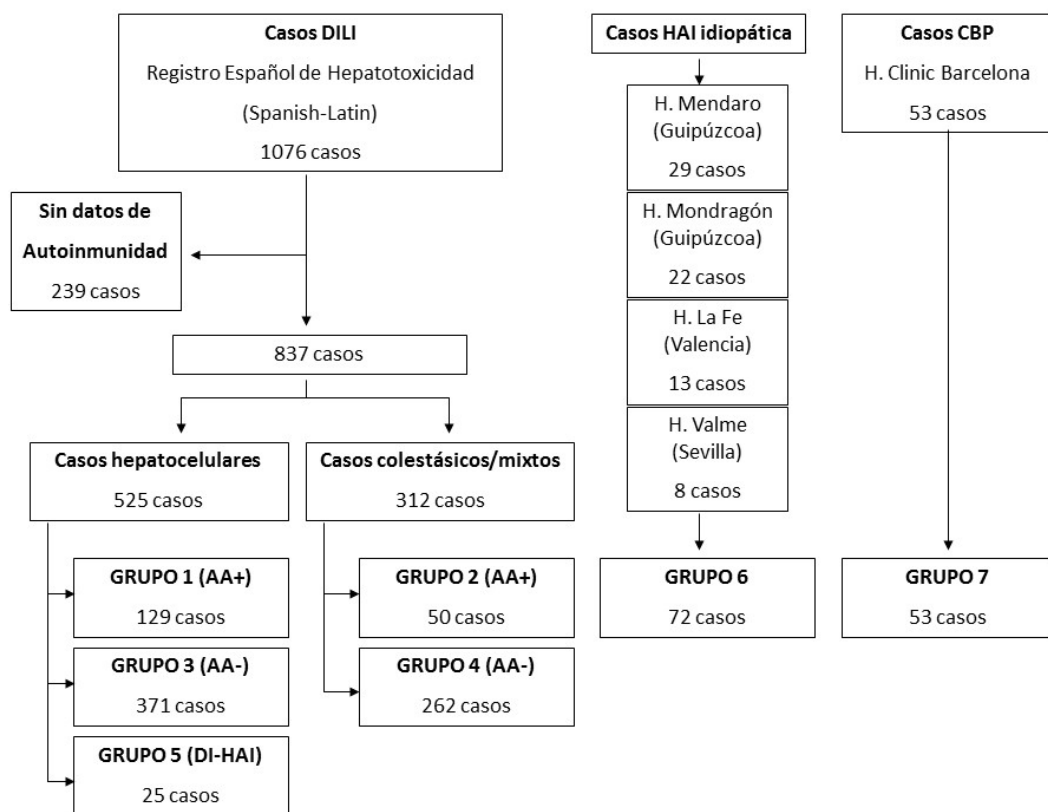 Casos DILI
Registro Español de Hepatotoxicidad
(Spanish-Latin)
1076 casos
Sin datos de
Autoinmunidad
239 casos
837 casos
Casos hepatocelulares
525 casos
Casos colestásicos/mixtos
312 casos
GRUPO 1 (AA+)
129 casos
GRUPO 2 (AA+)
50 casos
GRUPO 3 (AA-)
371 casos
GRUPO 4 (AA-)
262 casos
GRUPO 5 (DI-HAI)
25 casos
Casos HAI idiopática
H. Mendaro
(Guipúzcoa)
29 casos
H. Mondragón
(Guipúzcoa)
22 casos
H. La Fe
(Valencia)
13 casos
H. Valme
(Sevilla)
8 casos
GRUPO 6
72 casos
Casos CBP
H. Clinic Barcelona
53 casos
GRUPO 7
53 casos